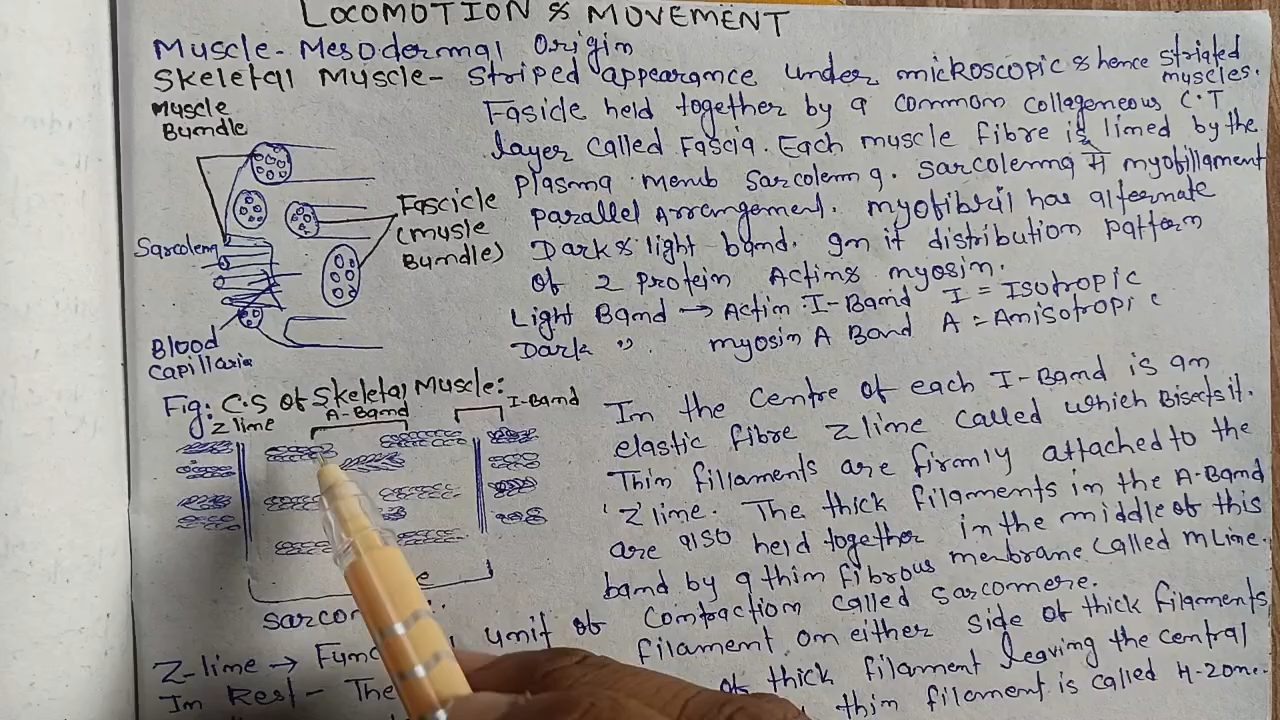 LOCOMOTION & MOVEMENT
Muscle - Mesodermal Origin
Skeletal Muscle - Striped appearance under microscopic & hence striated muscles.
Muscle
Bundle
Fascicle
(musle
Bundle)
Sarcolena
Blood
Capillarie
Fig: C.S of Skeletal Muscle:
Fasicle held together by a common collageneous C.T
layer called Fascia. Each muscle fibre is lined by the
plasma memb sarcolema. sarcolemma में myofillament
parallel Arrangement. myofibril has alternate
Dark & light band. In it distribution pattern
of 2 protein Actin & myosin.
Light Band → Actin I-Band I = Isotropic
Dark " myosin A Band A = Anisotropic
Z line
A-Band
I-Band
In the centre of each I-Band is an
elastic fibre Z line called which Bisects it.
Thin fillaments are firmly attached to the
'Z' line. The thick filaments in the A-Band
are also held together in the middle of this
band by a thin fibrous membrane called M Line.
Z-line → unit of contraction called sarcomere.
In Rest - The filament on either side of thick filaments
of thick filament leaving the central
thin filament is called H-zone.